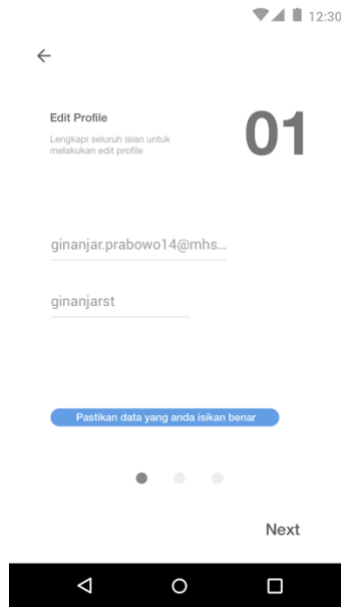 12:30
Edit Profile
01
Lengkapi seluruh isian untuk
melakukan edit profile
ginanjar.prabowo14@mhs...
ginanjarst
Pastikan data yang anda isikan benar
Next